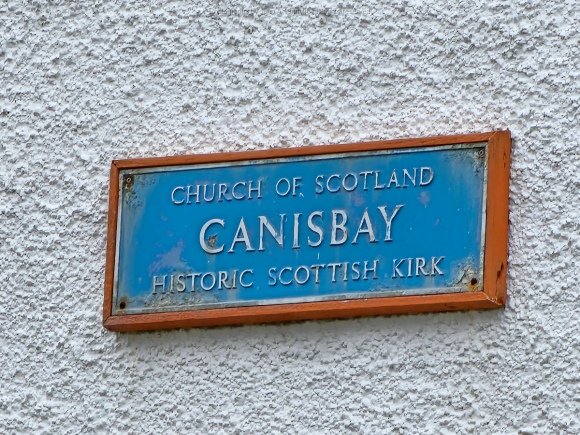 CHURCH OF SCOTLAND
CANISBAY
HISTORIC SCOTTISH KIRK